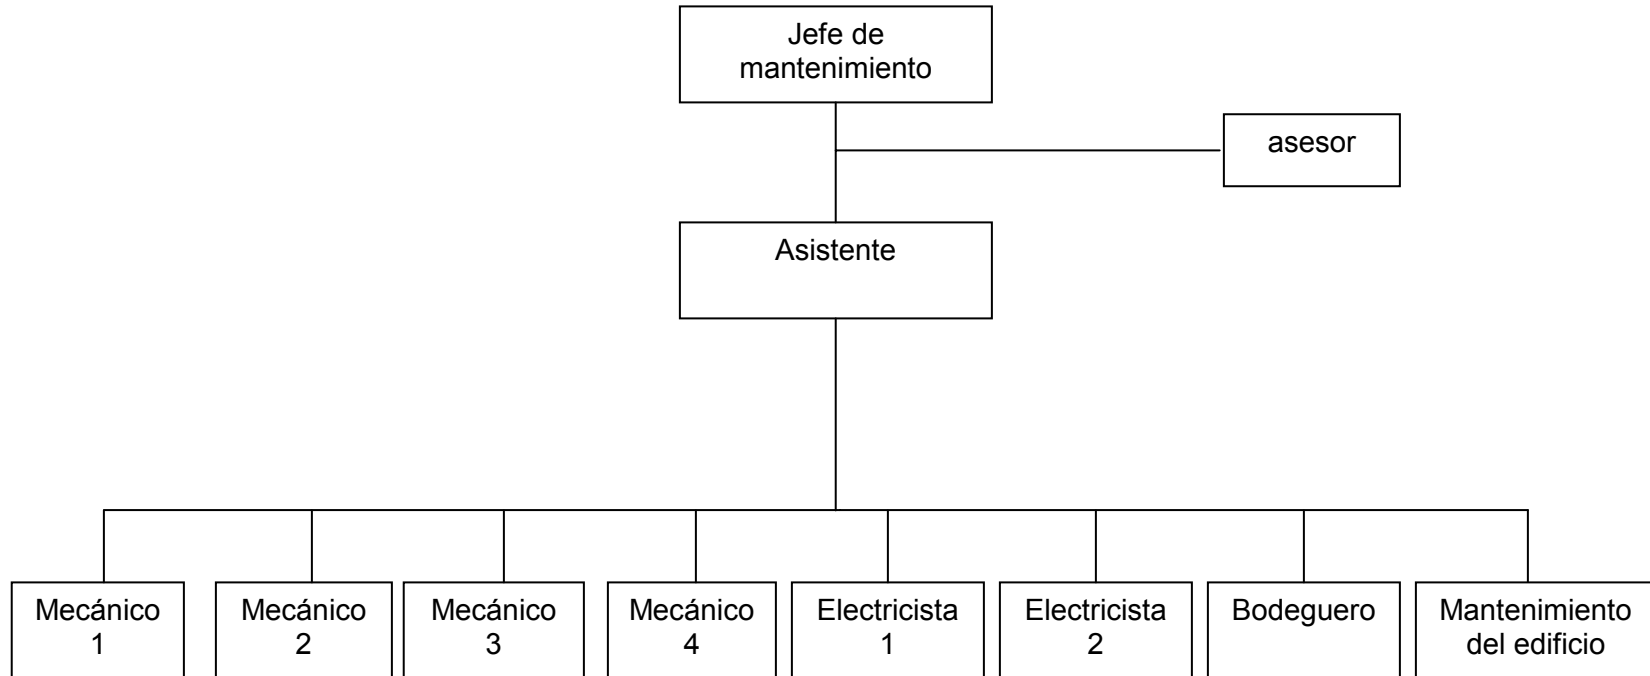 Jefe de
mantenimiento
asesor
Asistente
Mecánico
1
Mecánico
2
Mecánico
3
Mecánico
4
Electricista
1
Electricista
2
Bodeguero
Mantenimiento
del edificio